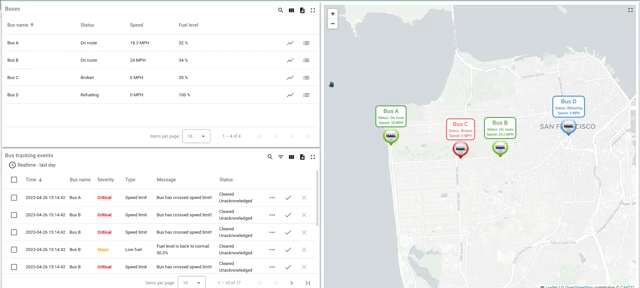 Buses
Bus name Status Speed Fuel level
Bus A On route 18.3 MPH 32 %
Bus B On route 24 MPH 34 %
Bus C Broken 0 MPH 55 %
Bus D Refueling 0 MPH 100 %
Items per page 10 1 – 4 of 4
Bus tracking events
Realtime - last day
Time Bus name Severity Type Message Status
2023-04-26 15:14:42 Bus A Critical Speed limit Bus has crossed speed limit! Cleared Unacknowledged
2023-04-26 15:14:42 Bus B Critical Speed limit Bus has crossed speed limit! Cleared Unacknowledged
2023-04-26 15:14:42 Bus B Critical Speed limit Bus has crossed speed limit! Cleared Unacknowledged
2023-04-26 15:14:42 Bus B Major Low fuel Fuel level is back to normal 50.0% Cleared Unacknowledged
2023-04-26 15:14:42 Bus B Critical Speed limit Bus has crossed speed limit! Cleared Unacknowledged
Items per page 10 1 – 10 of 17
+
−
Bus A
Status: On route
Bus C
Status: Broken
Speed: 0 MPH
Bus B
Status: On route
Bus D
Status: Refueling
Speed: 0 MPH
SAN FRANCISCO
Leaflet | © OpenStreetMap contributors © CARTO